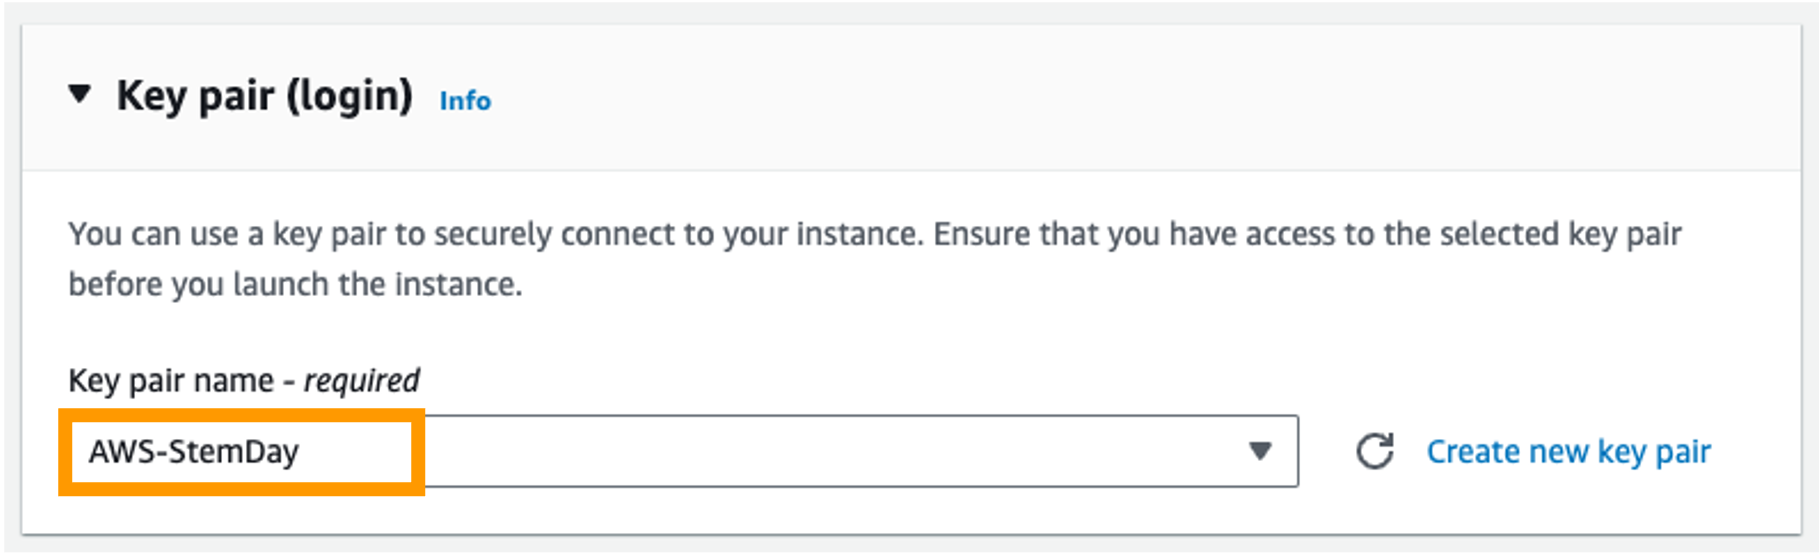 Key pair (login) Info
You can use a key pair to securely connect to your instance. Ensure that you have access to the selected key pair
before you launch the instance.
Key pair name - required
AWS-StemDay
Create new key pair